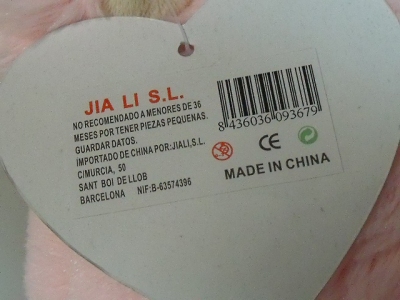 JIA LI S.L.
NO RECOMENDADO A MENORES DE 36
MESES POR TENER PIEZAS PEQUENAS.
GUARDAR DATOS.
IMPORTADO DE CHINA POR:JIALI,S.L.
C/MURCIA, 50
SANT BOI DE LLOB
BARCELONA NIF:B-63574396
8 436036 093679
CE
MADE IN CHINA